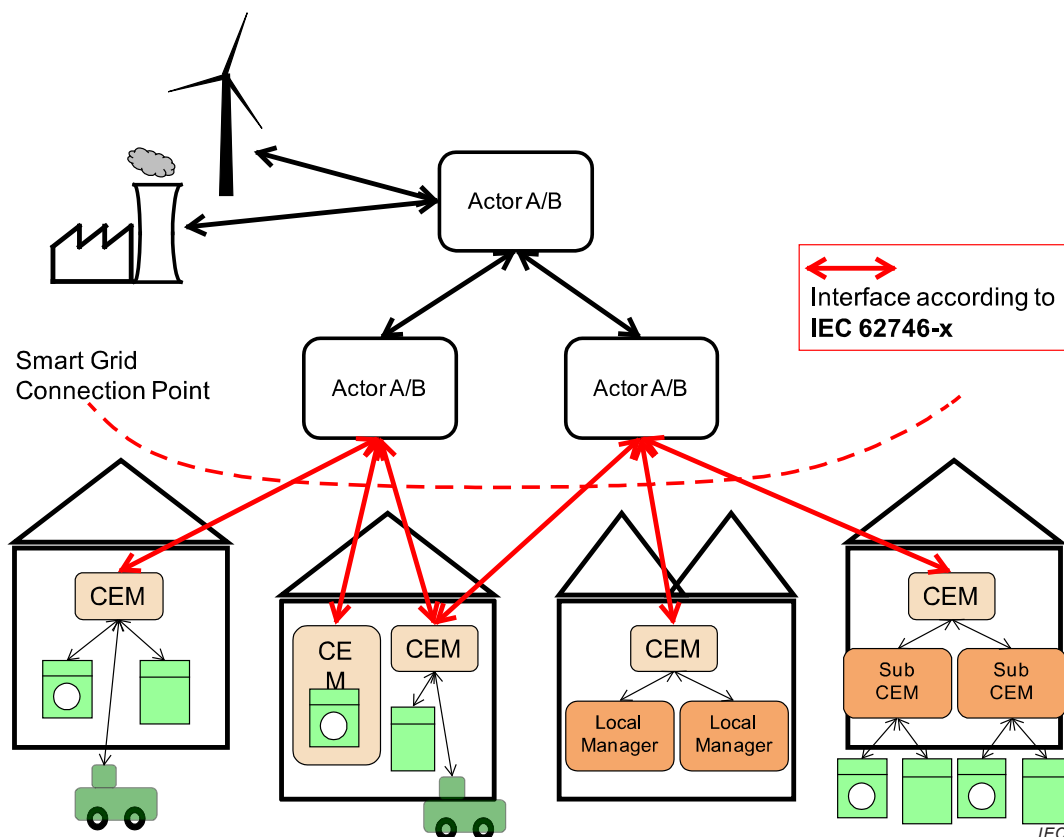 Actor A/B
Interface according to
IEC 62746-x
Smart Grid
Connection Point
Actor A/B
Actor A/B
CEM
CE
M
CEM
CEM
CEM
Local
Manager
Local
Manager
Sub
CEM
Sub
CEM
IEC